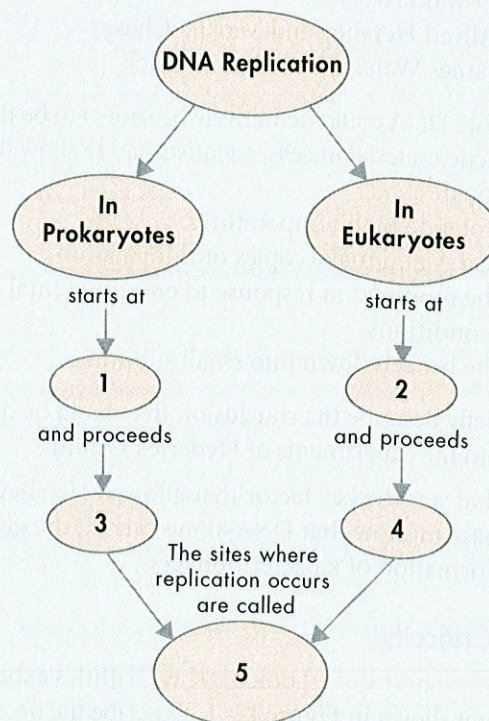 DNA Replication
In
Prokaryotes
In
Eukaryotes
starts at
starts at
1
2
and proceeds
and proceeds
3
4
The sites where
replication occurs
are called
5